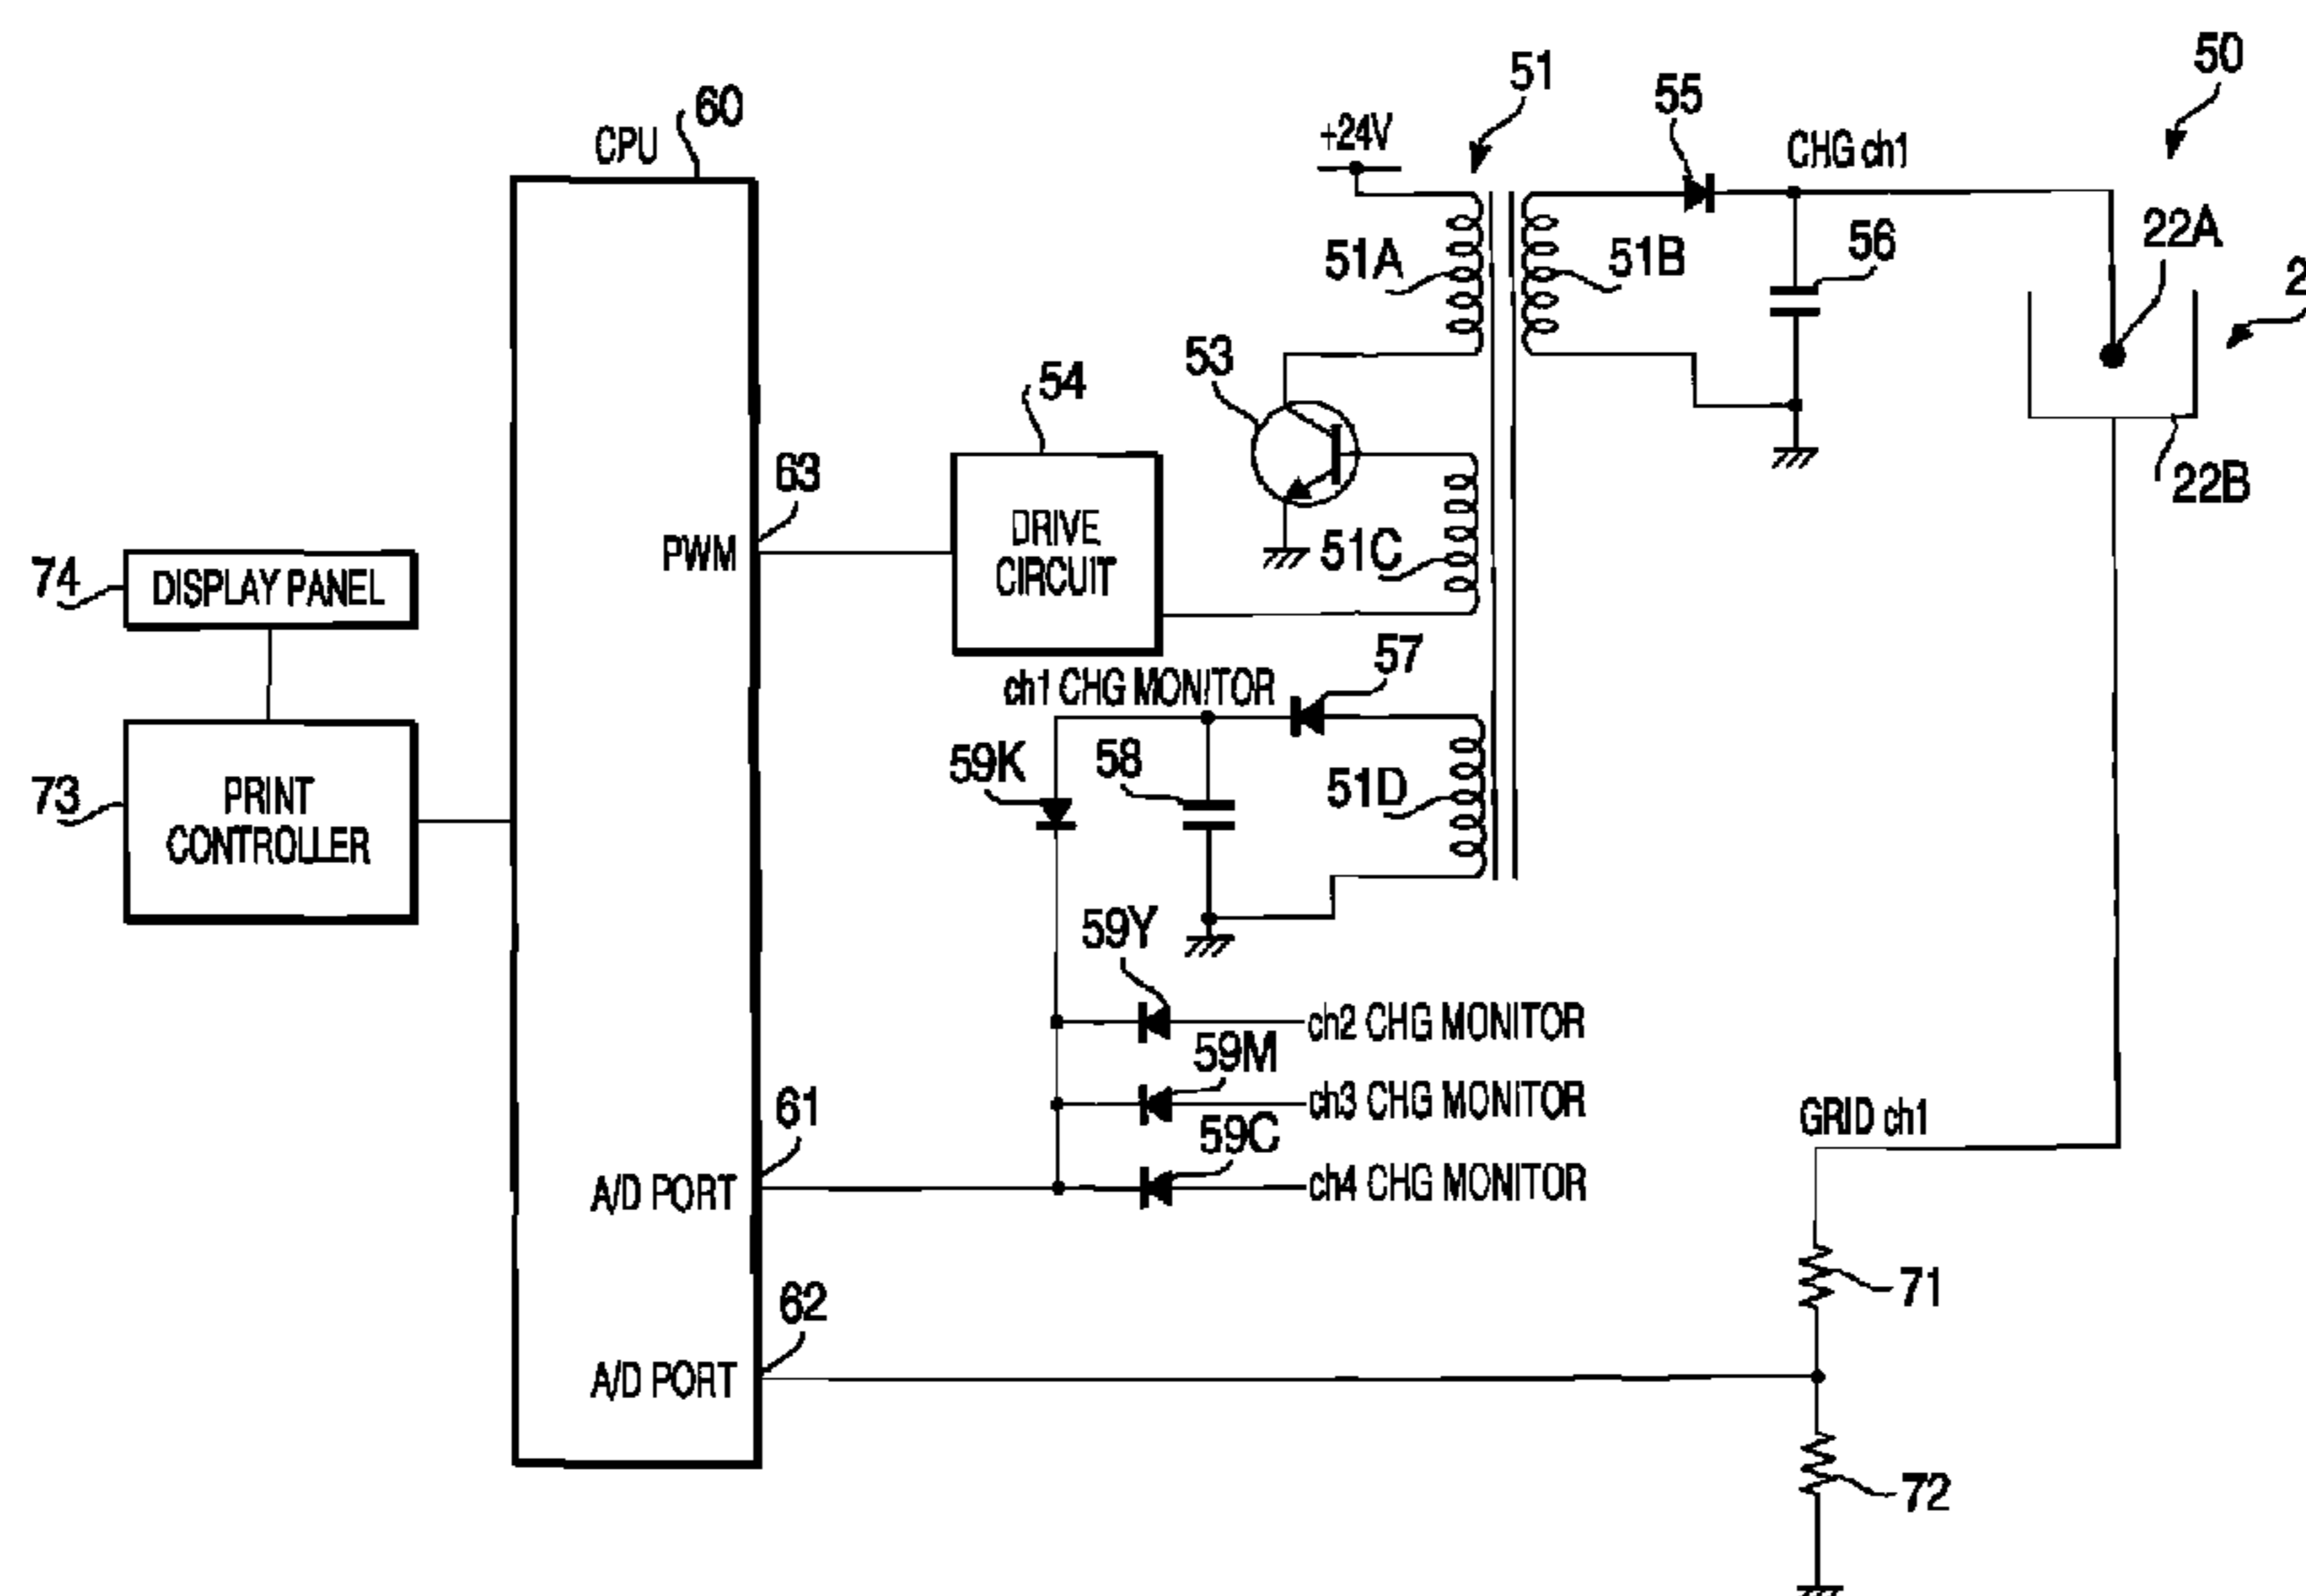 50
51
55
60
+24V
CPU
CHG ch1
22A
51A
51B
56
2
53
54
63
22B
DRIVE
CIRCUIT
51C
PWM
74
DISPLAY PANEL
57
ch1 CHG MONITOR
59K
58
51D
73
PRINT
CONTROLLER
59Y
ch2 CHG MONITOR
59M
61
ch3 CHG MONITOR
GRID ch1
59C
A/D PORT
ch4 CHG MONITOR
71
62
A/D PORT
72